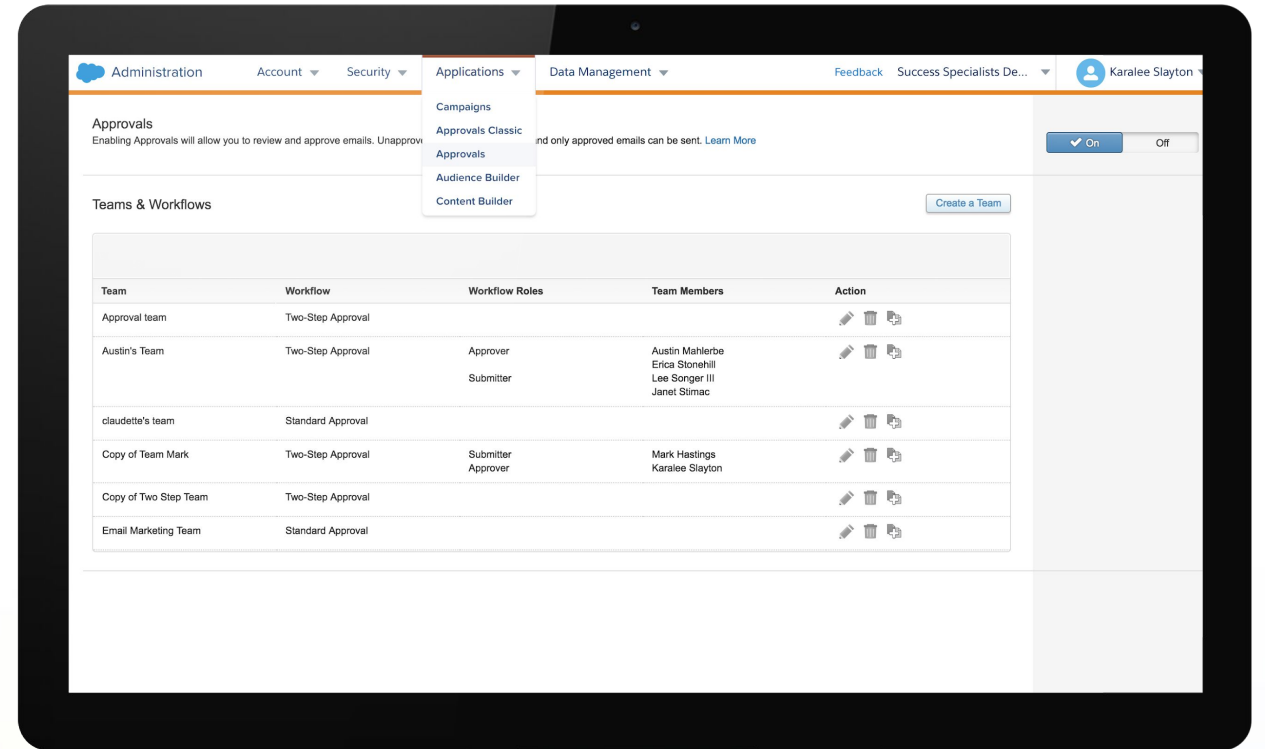 Administration Account Security Applications Data Management Feedback Success Specialists De... Karalee Slayton
Campaigns
Approvals Classic
Approvals
Audience Builder
Content Builder
Approvals
Enabling Approvals will allow you to review and approve emails. Unapprov nd only approved emails can be sent. Learn More
On Off
Teams & Workflows
Create a Team
Team Workflow Workflow Roles Team Members Action
Approval team Two-Step Approval
Austin's Team Two-Step Approval Approver Austin Mahlerbe
Erica Stonehill
Submitter Lee Songer III
Janet Stimac
claudette's team Standard Approval
Copy of Team Mark Two-Step Approval Submitter Mark Hastings
Approver Karalee Slayton
Copy of Two Step Team Two-Step Approval
Email Marketing Team Standard Approval